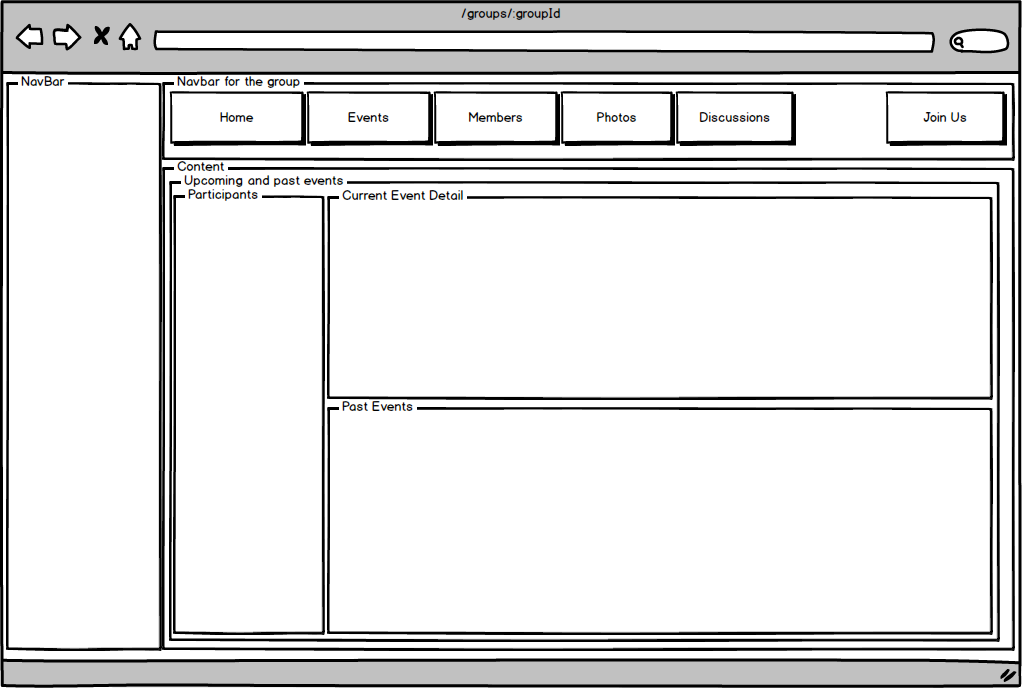 /groups/:groupId
NavBar
Navbar for the group
Home
Events
Members
Photos
Discussions
Join Us
Content
Upcoming and past events
Participants
Current Event Detail
Past Events